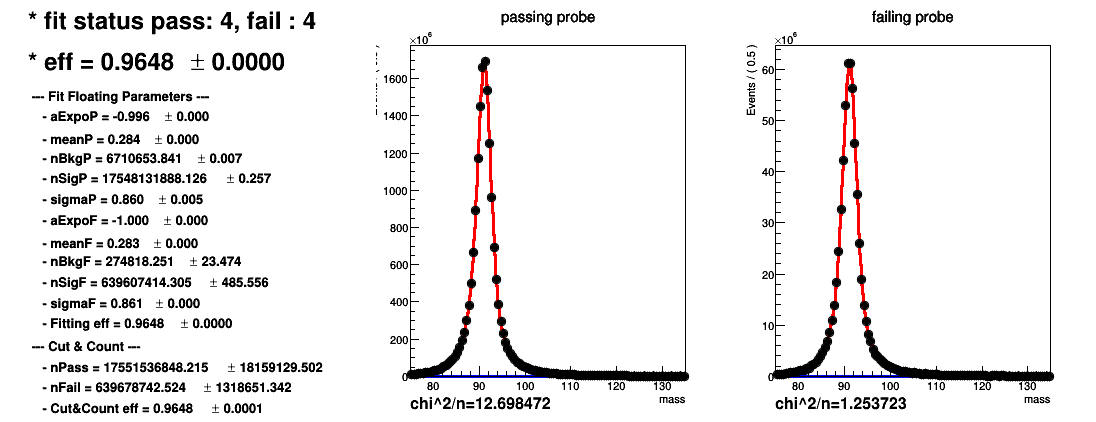 * fit status pass: 4, fail : 4
* eff = 0.9648 ± 0.0000
--- Fit Floating Parameters ---
- aExpoP = -0.996 ± 0.000
- meanP = 0.284 ± 0.000
- nBkgP = 6710653.841 ± 0.007
- nSigP = 17548131888.126 ± 0.257
- sigmaP = 0.860 ± 0.005
- aExpoF = -1.000 ± 0.000
- meanF = 0.283 ± 0.000
- nBkgF = 274818.251 ± 23.474
- nSigF = 639607414.305 ± 485.556
- sigmaF = 0.861 ± 0.000
- Fitting eff = 0.9648 ± 0.0000
--- Cut & Count ---
- nPass = 17551536848.215 ± 18159129.502
- nFail = 639678742.524 ± 1318651.342
- Cut&Count eff = 0.9648 ± 0.0001
passing probe
×10^6
1600
1400
1200
1000
800
600
400
200
0
80 90 100 110 120 130
mass
chi^2/n=12.698472
failing probe
×10^6
Events / ( 0.5 )
60
50
40
30
20
10
0
80 90 100 110 120 130
mass
chi^2/n=1.253723